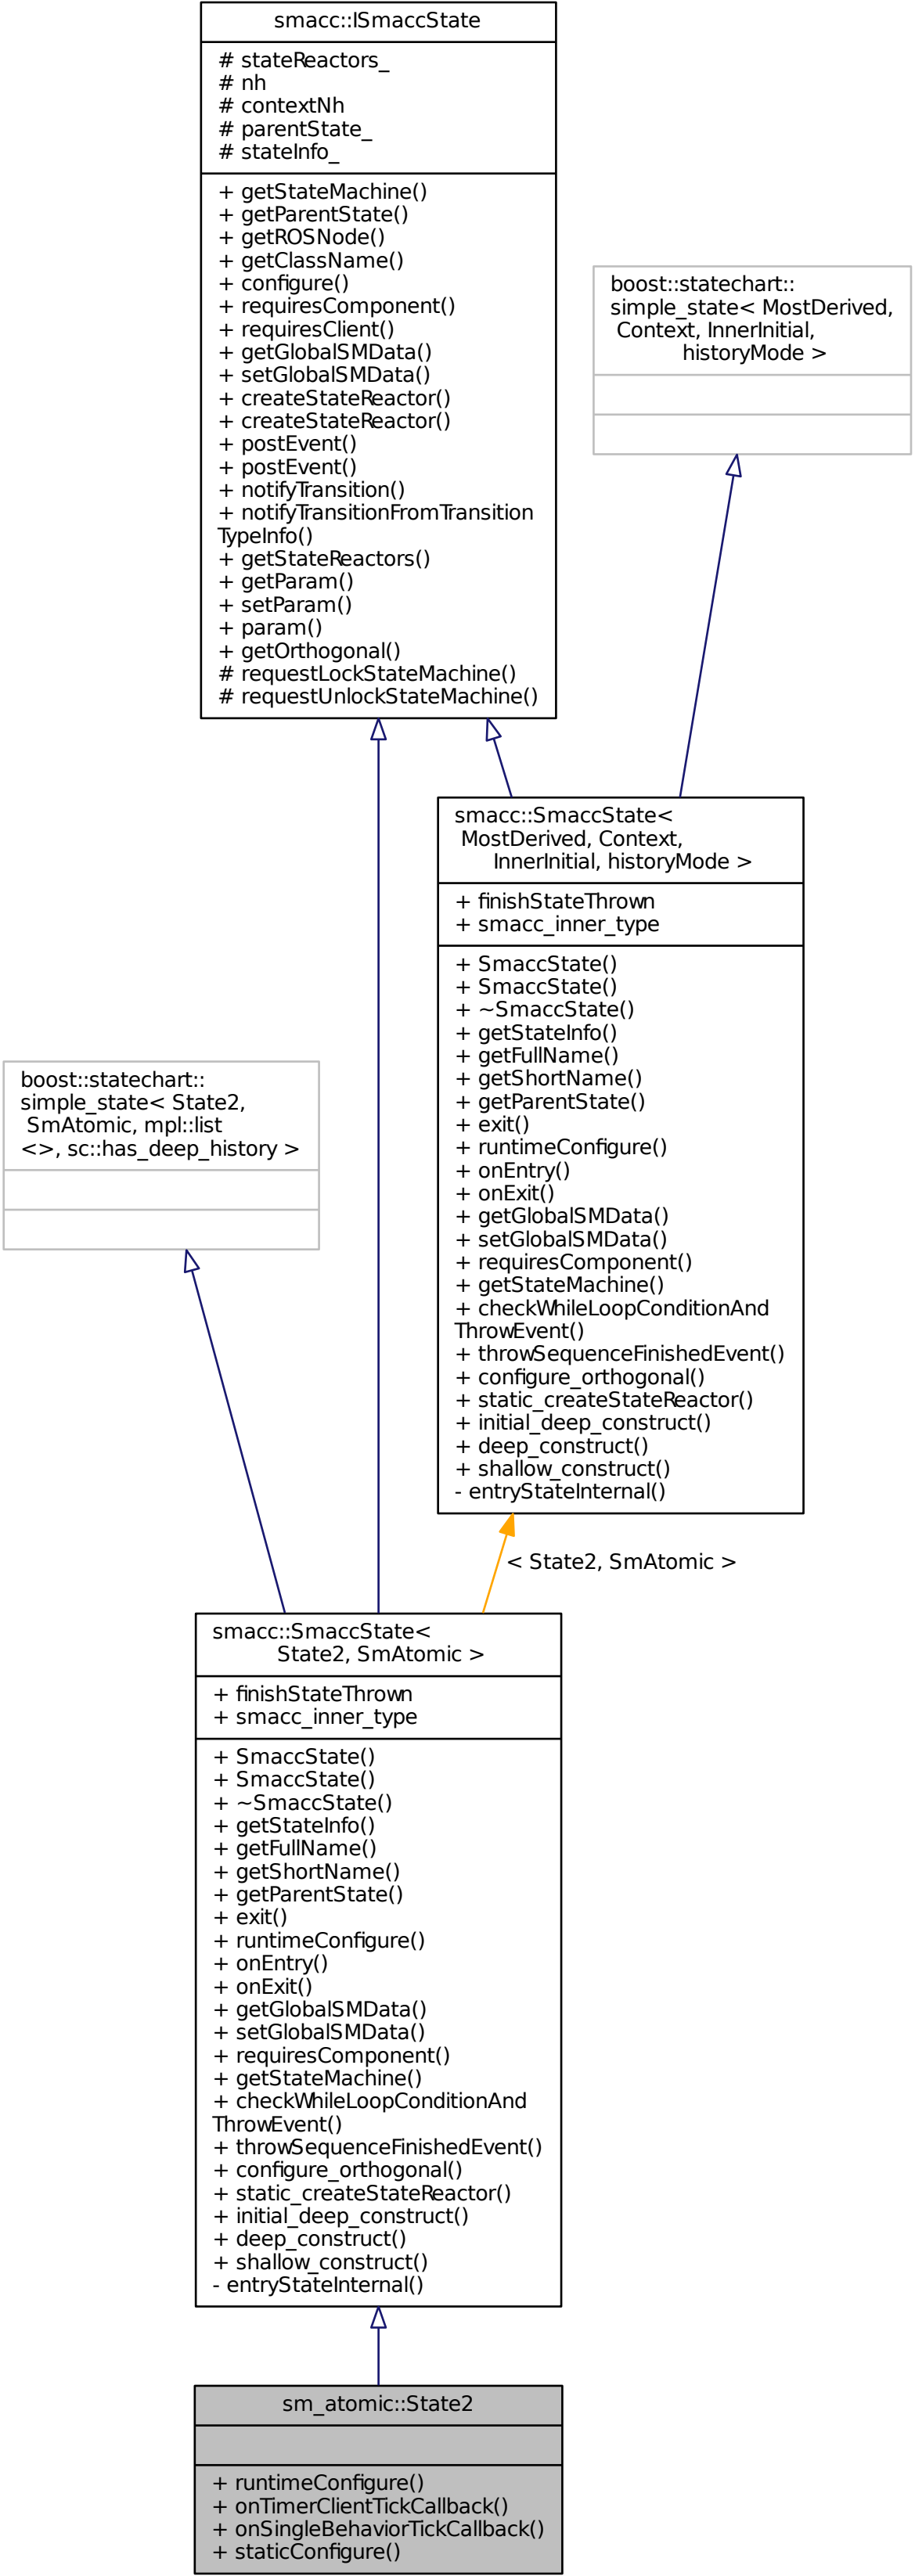 smacc::ISmaccState
# stateReactors_
# nh
# contextNh
# parentState_
# stateInfo_
+ getStateMachine()
+ getParentState()
+ getROSNode()
+ getClassName()
+ configure()
+ requiresComponent()
+ requiresClient()
+ getGlobalSMData()
+ setGlobalSMData()
+ createStateReactor()
+ createStateReactor()
+ postEvent()
+ postEvent()
+ notifyTransition()
+ notifyTransitionFromTransition
TypeInfo()
+ getStateReactors()
+ getParam()
+ setParam()
+ param()
+ getOrthogonal()
# requestLockStateMachine()
# requestUnlockStateMachine()
boost::statechart::
simple_state< MostDerived,
Context, InnerInitial,
historyMode >
smacc::SmaccState<
MostDerived, Context,
InnerInitial, historyMode >
+ finishStateThrown
+ smacc_inner_type
+ SmaccState()
+ SmaccState()
+ ~SmaccState()
+ getStateInfo()
+ getFullName()
+ getShortName()
+ getParentState()
+ exit()
+ runtimeConfigure()
+ onEntry()
+ onExit()
+ getGlobalSMData()
+ setGlobalSMData()
+ requiresComponent()
+ getStateMachine()
+ checkWhileLoopConditionAnd
ThrowEvent()
+ throwSequenceFinishedEvent()
+ configure_orthogonal()
+ static_createStateReactor()
+ initial_deep_construct()
+ deep_construct()
+ shallow_construct()
- entryStateInternal()
boost::statechart::
simple_state< State2,
SmAtomic, mpl::list
<>, sc::has_deep_history >
< State2, SmAtomic >
smacc::SmaccState<
State2, SmAtomic >
+ finishStateThrown
+ smacc_inner_type
+ SmaccState()
+ SmaccState()
+ ~SmaccState()
+ getStateInfo()
+ getFullName()
+ getShortName()
+ getParentState()
+ exit()
+ runtimeConfigure()
+ onEntry()
+ onExit()
+ getGlobalSMData()
+ setGlobalSMData()
+ requiresComponent()
+ getStateMachine()
+ checkWhileLoopConditionAnd
ThrowEvent()
+ throwSequenceFinishedEvent()
+ configure_orthogonal()
+ static_createStateReactor()
+ initial_deep_construct()
+ deep_construct()
+ shallow_construct()
- entryStateInternal()
sm_atomic::State2
+ runtimeConfigure()
+ onTimerClientTickCallback()
+ onSingleBehaviorTickCallback()
+ staticConfigure()